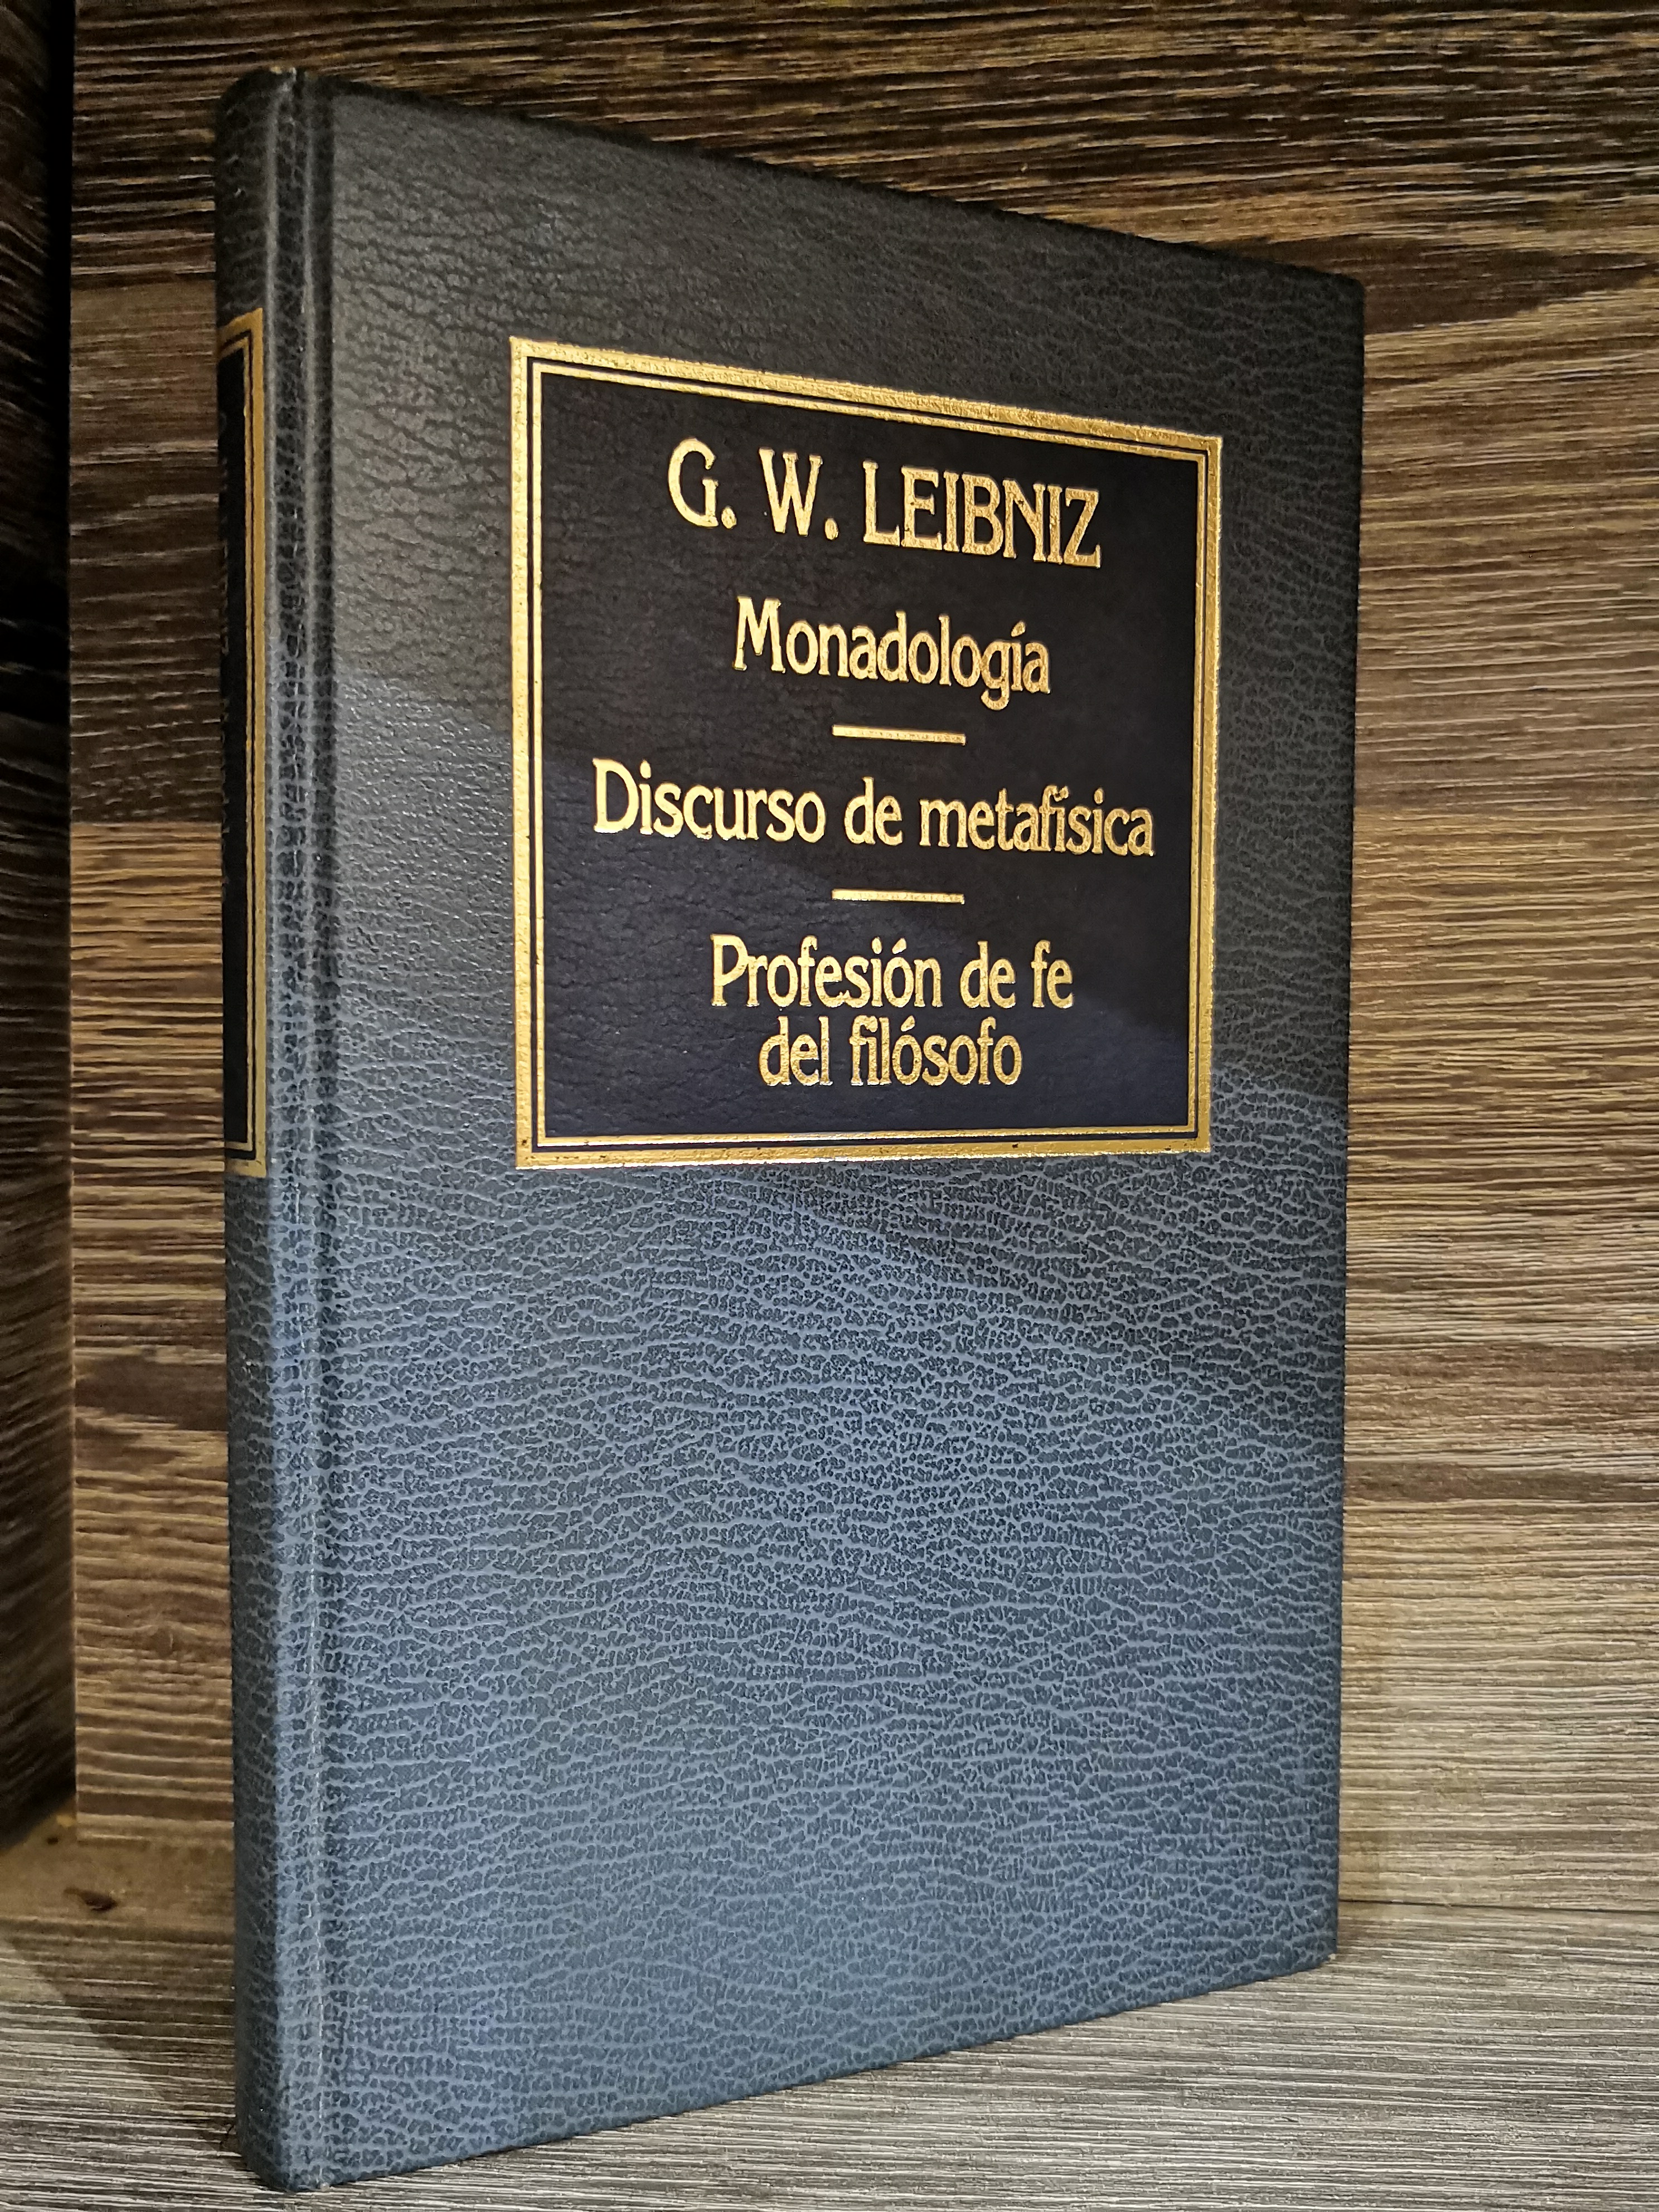 G. W. LEIBNIZ
Monadología
Discurso de metafísica
Profesión de fe
del filósofo